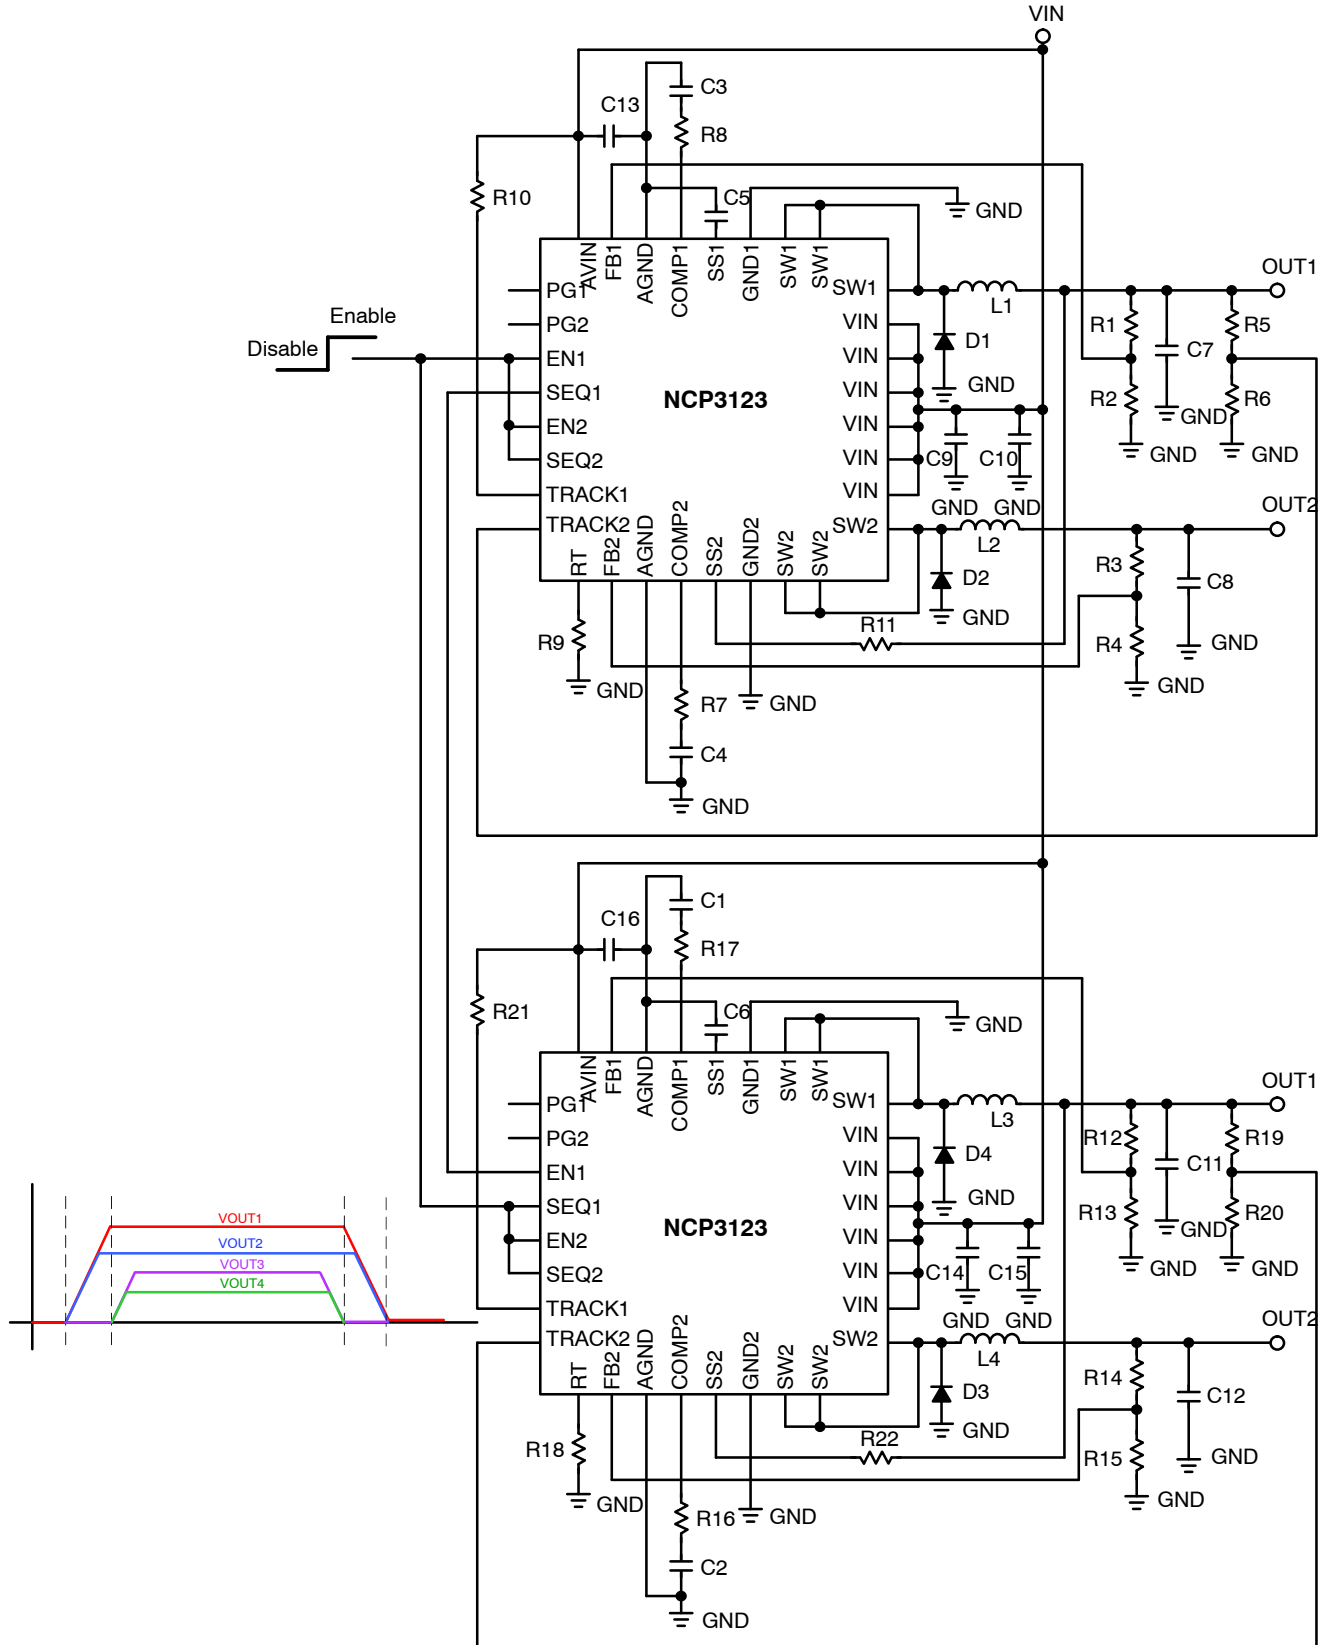 VIN
C3
C13
R8
R10
C5
GND
AVIN
FB1
AGND
COMP1
SS1
GND1
SW1
SW1
OUT1
PG1
SW1
L1
Enable
Disable
PG2
VIN
D1
R1
C7
R5
EN1
VIN
GND
SEQ1
NCP3123
VIN
R2
GND
R6
EN2
VIN
C9
C10
GND
GND
SEQ2
VIN
TRACK1
VIN
GND
GND
OUT2
TRACK2
SW2
L2
RT
FB2
AGND
COMP2
SS2
GND2
SW2
SW2
D2
R3
C8
GND
R9
R11
R4
GND
GND
GND
R7
GND
C4
GND
C1
C16
R17
R21
C6
GND
AVIN
FB1
AGND
COMP1
SS1
GND1
SW1
SW1
OUT1
PG1
SW1
L3
PG2
VIN
R12
R19
D4
C11
EN1
VIN
GND
SEQ1
VIN
R13
GND
R20
NCP3123
EN2
VIN
SEQ2
VIN
C14
C15
GND
GND
TRACK1
VIN
GND
GND
OUT2
TRACK2
SW2
L4
VOUT1
VOUT2
VOUT3
VOUT4
RT
FB2
AGND
COMP2
SS2
GND2
SW2
SW2
D3
R14
C12
GND
R18
R22
R15
GND
GND
GND
R16
GND
C2
GND